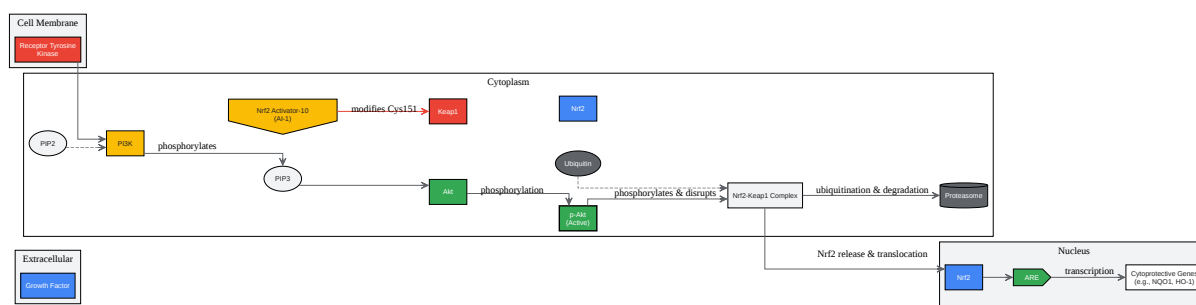 Cell Membrane
Receptor Tyrosine
Kinase
Cytoplasm
Nrf2 Activator-10
(AI-1)
modifies Cys151
Keap1
Nrf2
PIP2
PI3K
phosphorylates
PIP3
Akt
phosphorylation
Ubiquitin
p-Akt
(Active)
phosphorylates & disrupts
Nrf2-Keap1 Complex
ubiquitination & degradation
Proteasome
Extracellular
Growth Factor
Nrf2 release & translocation
Nucleus
Nrf2
ARE
transcription
Cytoprotective Genes
(e.g., NQO1, HO-1)